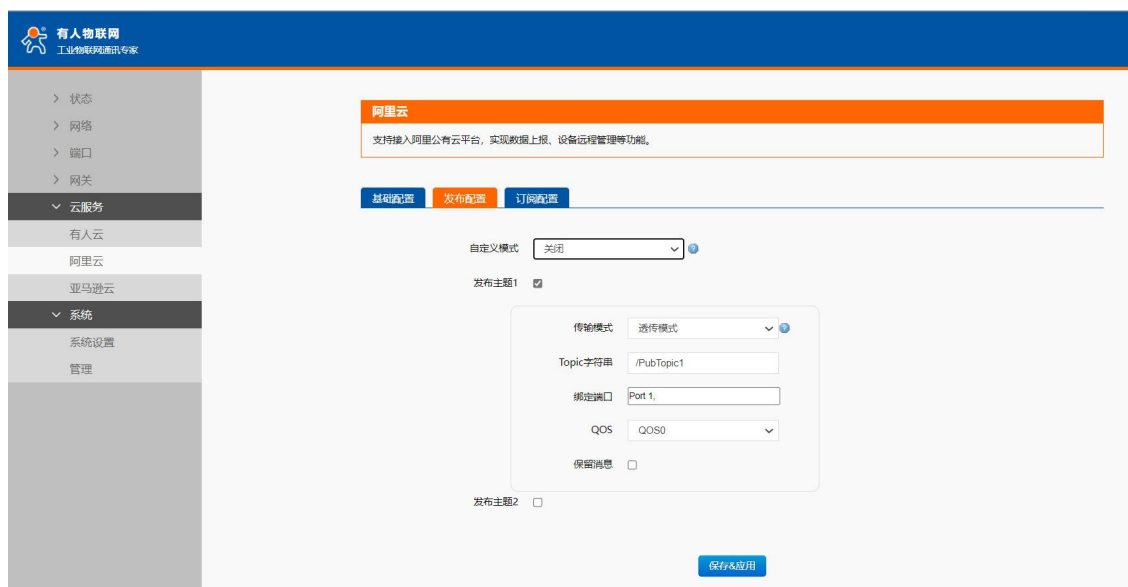 有人物联网
工业物联网通讯专家
状态
网络
端口
网关
云服务
有人云
阿里云
亚马逊云
系统
系统设置
管理
阿里云
支持接入阿里公有云平台，实现数据上报、设备远程管理等功能。
基础配置 发布配置 订阅配置
自定义模式 关闭
发布主题1
传输模式 透传模式
Topic字符串 /PubTopic1
绑定端口 Port 1,
QOS QOS0
保留消息
发布主题2
保存&应用